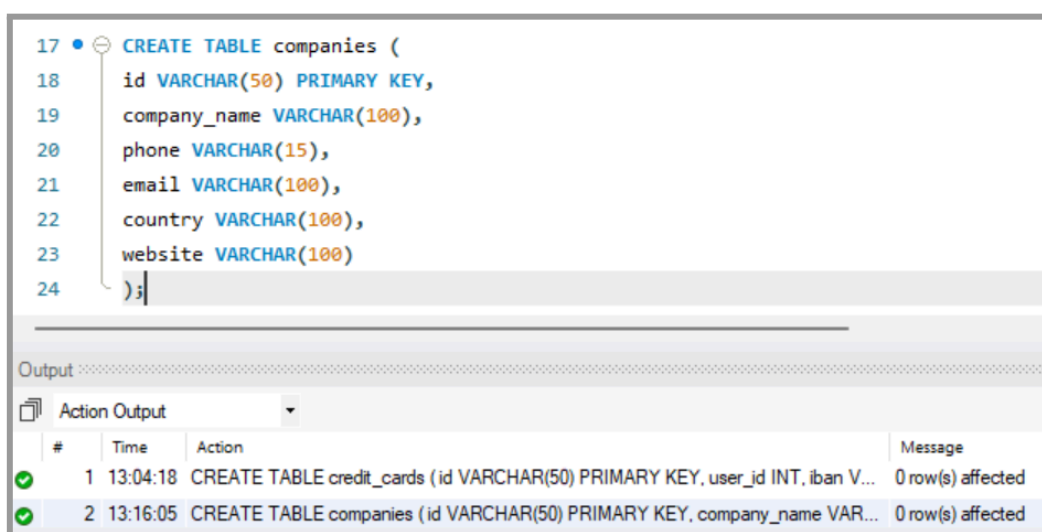 17 CREATE TABLE companies (
18 id VARCHAR(50) PRIMARY KEY,
19 company_name VARCHAR(100),
20 phone VARCHAR(15),
21 email VARCHAR(100),
22 country VARCHAR(100),
23 website VARCHAR(100)
24 );
Output
Action Output
# Time Action Message
1 13:04:18 CREATE TABLE credit_cards ( id VARCHAR(50) PRIMARY KEY, user_id INT, iban V... 0 row(s) affected
2 13:16:05 CREATE TABLE companies ( id VARCHAR(50) PRIMARY KEY, company_name VAR... 0 row(s) affected